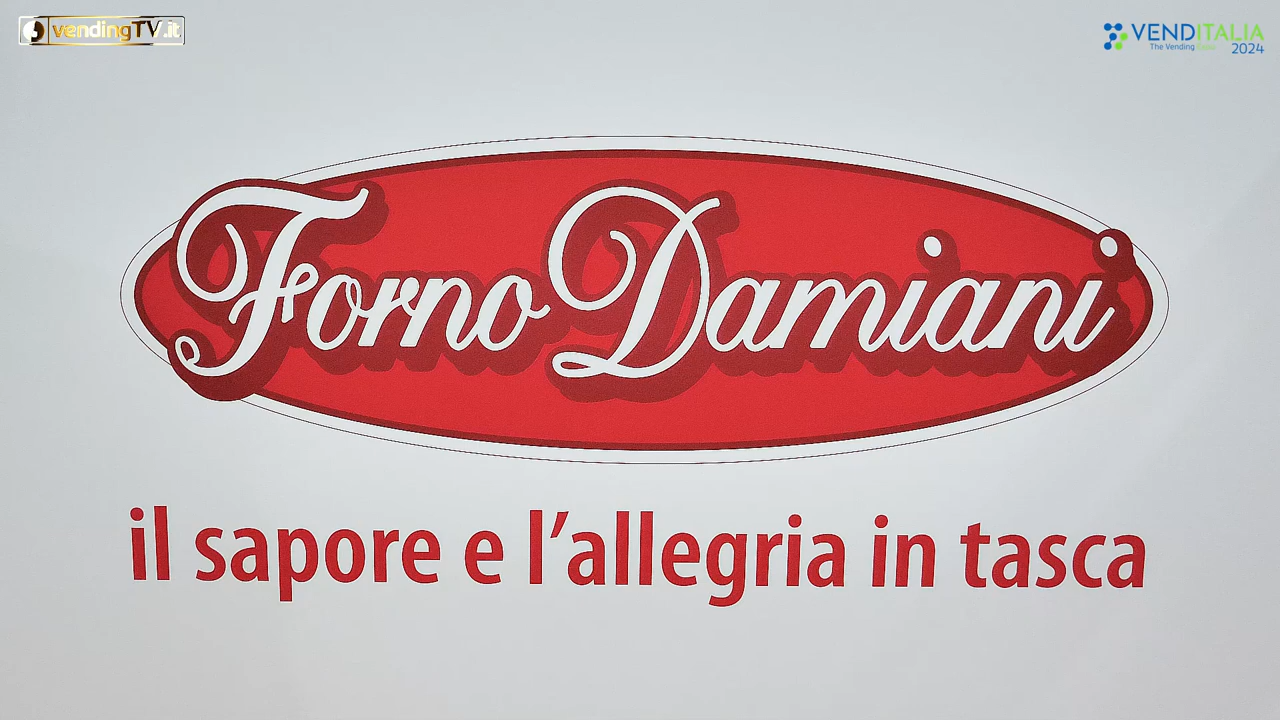 vendingTV.it
VENDITALIA
The Vending
2024
Forno Damiani
il sapore e l'allegria in tasca